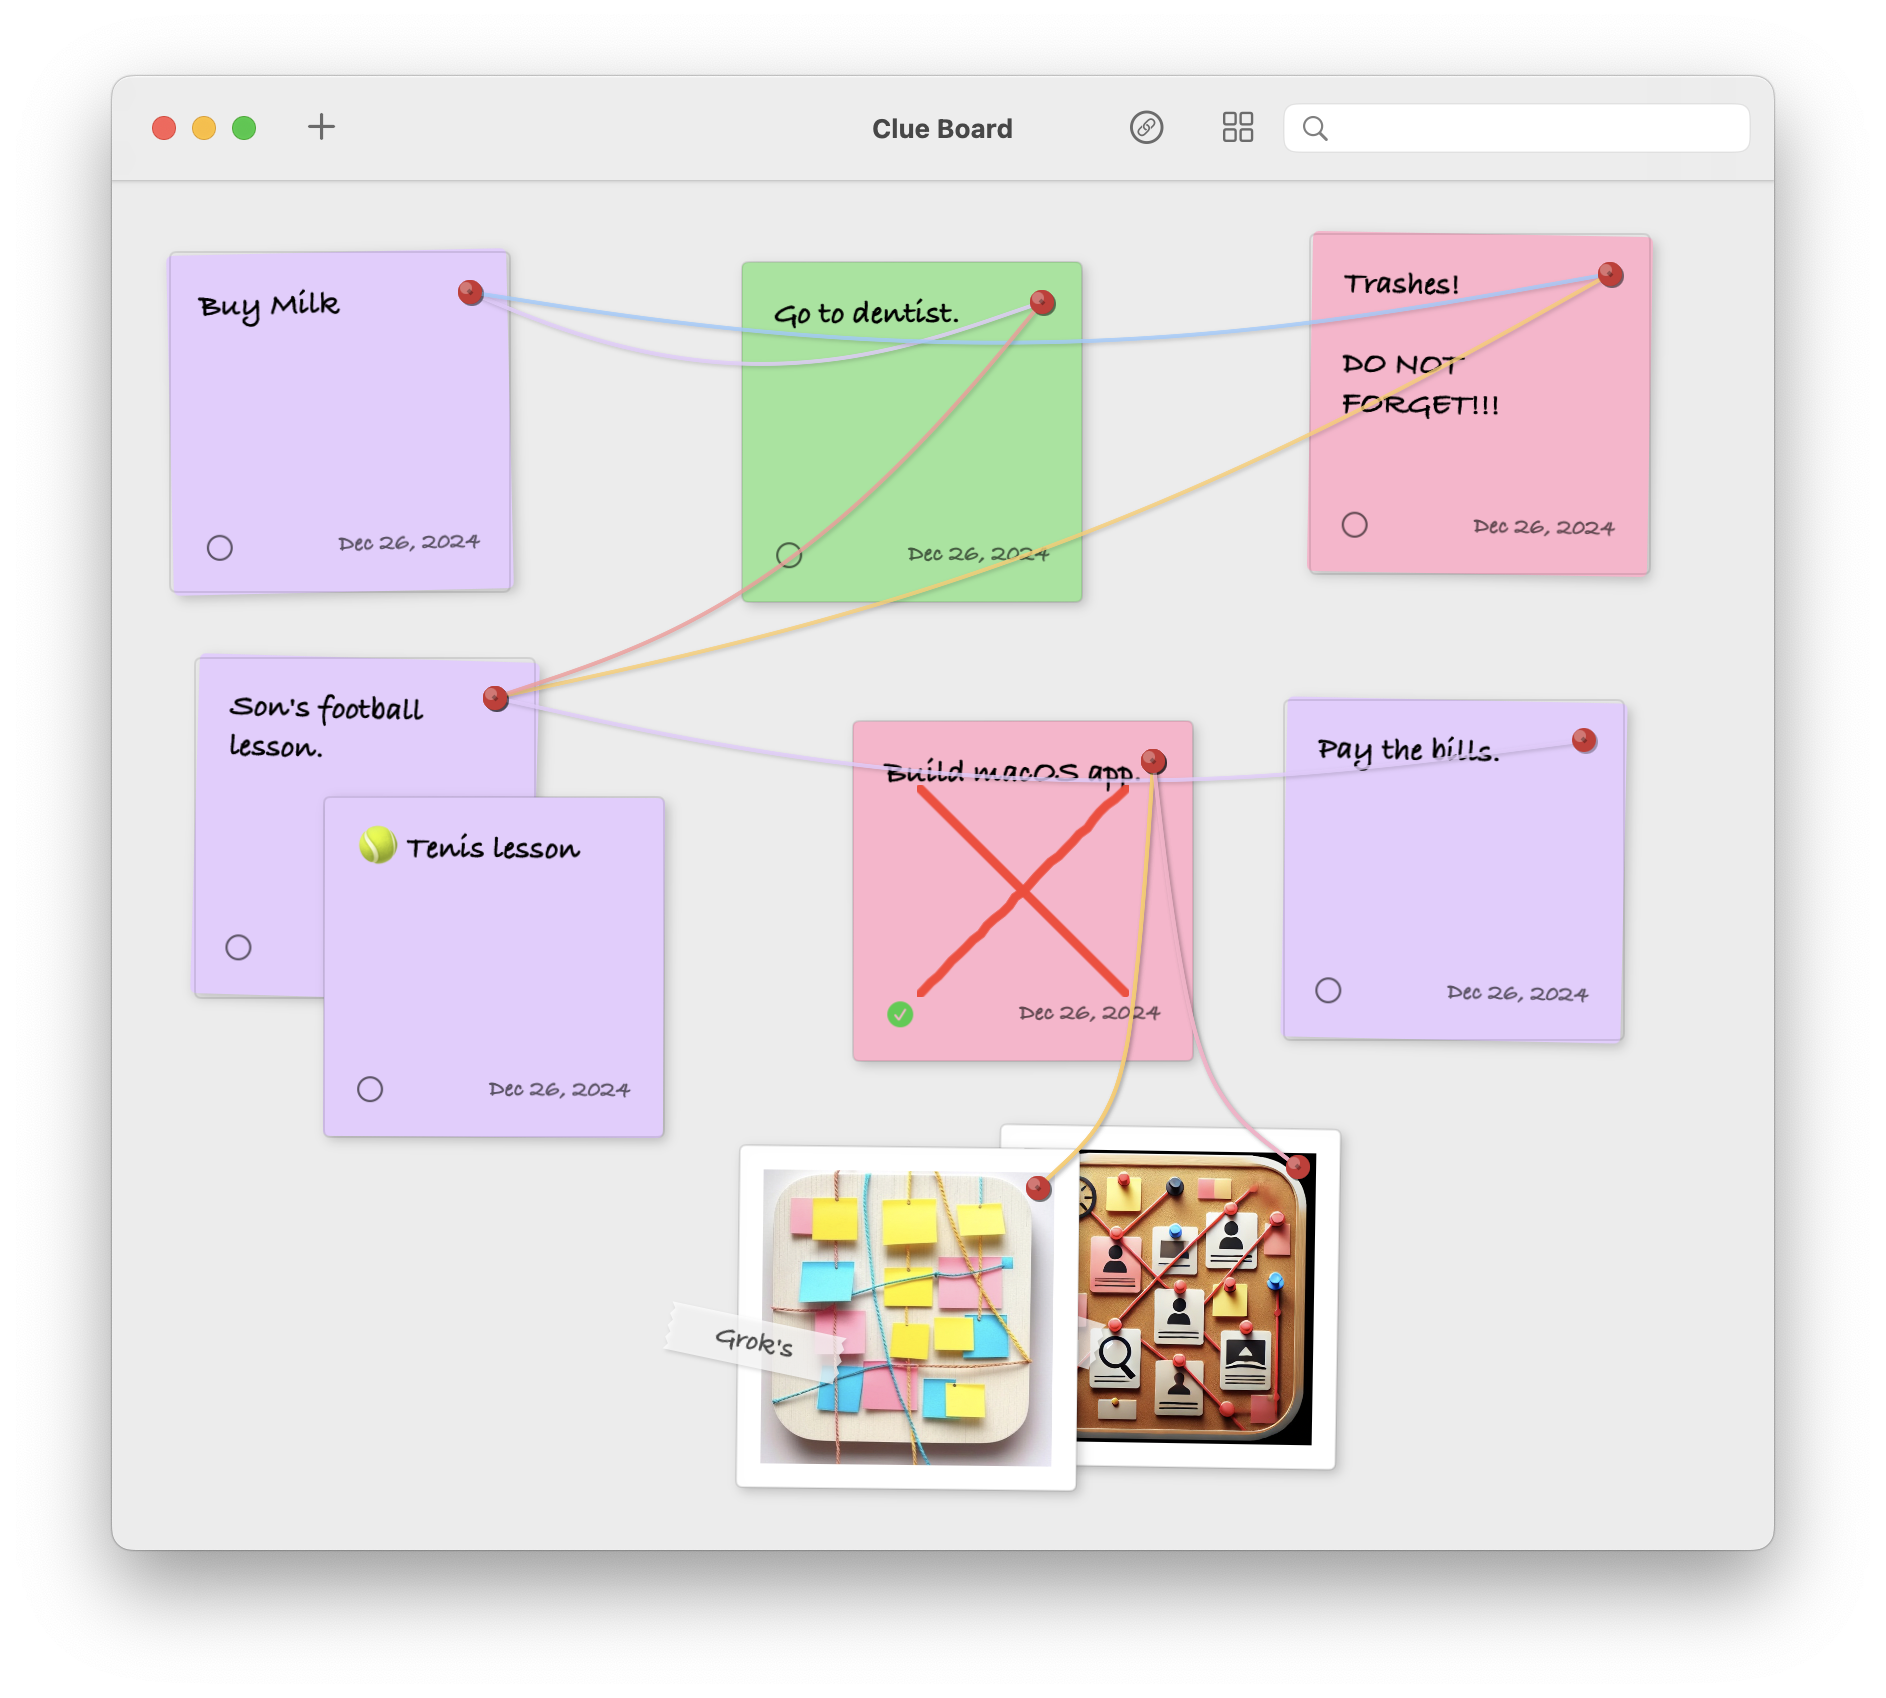 Clue Board
Buy Milk
Dec 26, 2024
Go to dentist.
Dec 26, 2024
Trashes!
DO NOT
FORGET!!!
Dec 26, 2024
Son's football
lesson.
🎾 Tenis lesson
Dec 26, 2024
Build macOS app.
Dec 26, 2024
Pay the bills.
Dec 26, 2024
Grok's